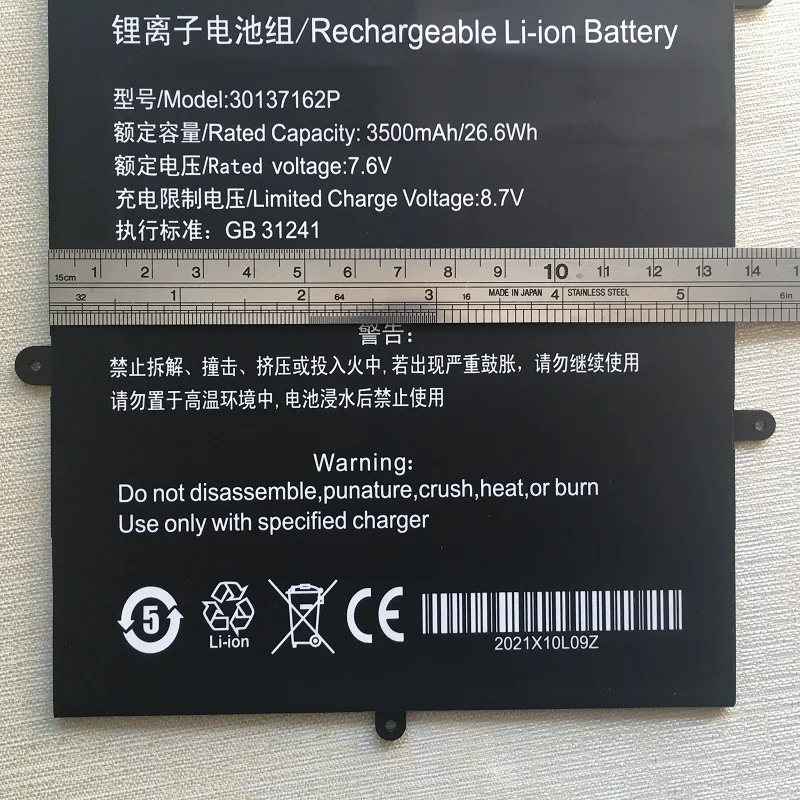 锂离子电池组/Rechargeable Li-ion Battery
型号/Model:30137162P
额定容量/Rated Capacity: 3500mAh/26.6Wh
额定电压/Rated voltage:7.6V
充电限制电压/Limited Charge Voltage:8.7V
执行标准: GB 31241
15cm 1 2 3 4 5 6 7 8 9 10 11 12 13 14
32 1 2 64 3 16 MADE IN JAPAN 4 STAINLESS STEEL 5 6in
警告:
禁止拆解、撞击、挤压或投入火中,若出现严重鼓胀，请勿继续使用
请勿置于高温环境中,电池浸水后禁止使用
Warning:
Do not disassemble,punature,crush,heat,or burn
Use only with specified charger
5
Li-ion
CE
2021X10L09Z